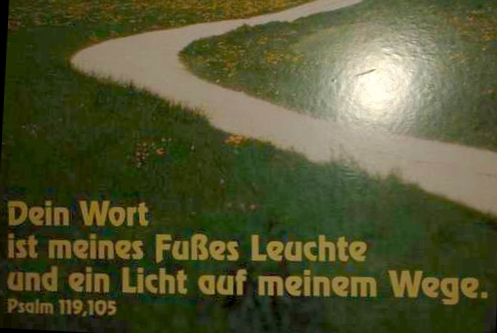 Dein Wort
ist meines Fußes Leuchte
und ein Licht auf meinem Wege.
Psalm 119,105